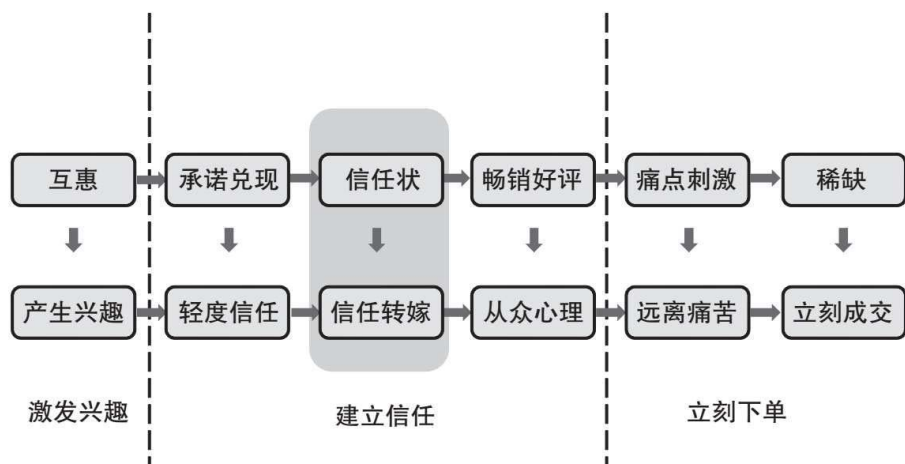 互惠
承诺兑现
信任状
畅销好评
痛点刺激
稀缺
产生兴趣
轻度信任
信任转嫁
从众心理
远离痛苦
立刻成交
激发兴趣
建立信任
立刻下单